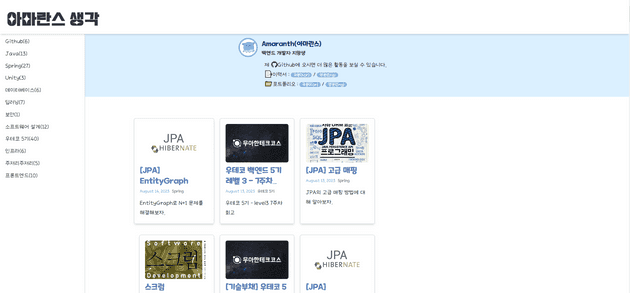 아마란스 생각
Github(6)
Java(13)
Spring(27)
Unity(3)
데이터베이스(6)
딥러닝(7)
보안(1)
소프트웨어 설계(12)
우테코 5기(40)
인프라(6)
주저리주저리(5)
프론트엔드(10)
Amaranth(아마란스)
백엔드 개발자 지망생
제 Github에 오시면 더 많은 활동을 보실 수 있습니다.
이력서 : /
포트폴리오 : /
JPA
HIBERNATE
[JPA]
EntityGraph
August 14, 2023 Spring
EntityGraph로 N+1 문제를
해결해보자.
우아한테크코스
우테코 백엔드 5기
레벨 3 - 7주차
August 13, 2023 우테코 5기
우테코 5기 - level3 7주차
회고
JPA
프로그래밍
[JPA] 고급 매핑
August 12, 2023 Spring
JPA의 고급 매핑 방법에 대
해 알아보자.
Software
스크럼
Development
스크럼
우아한테크코스
[기술부채] 우테코 5
JPA
HIBERNATE
[JPA]